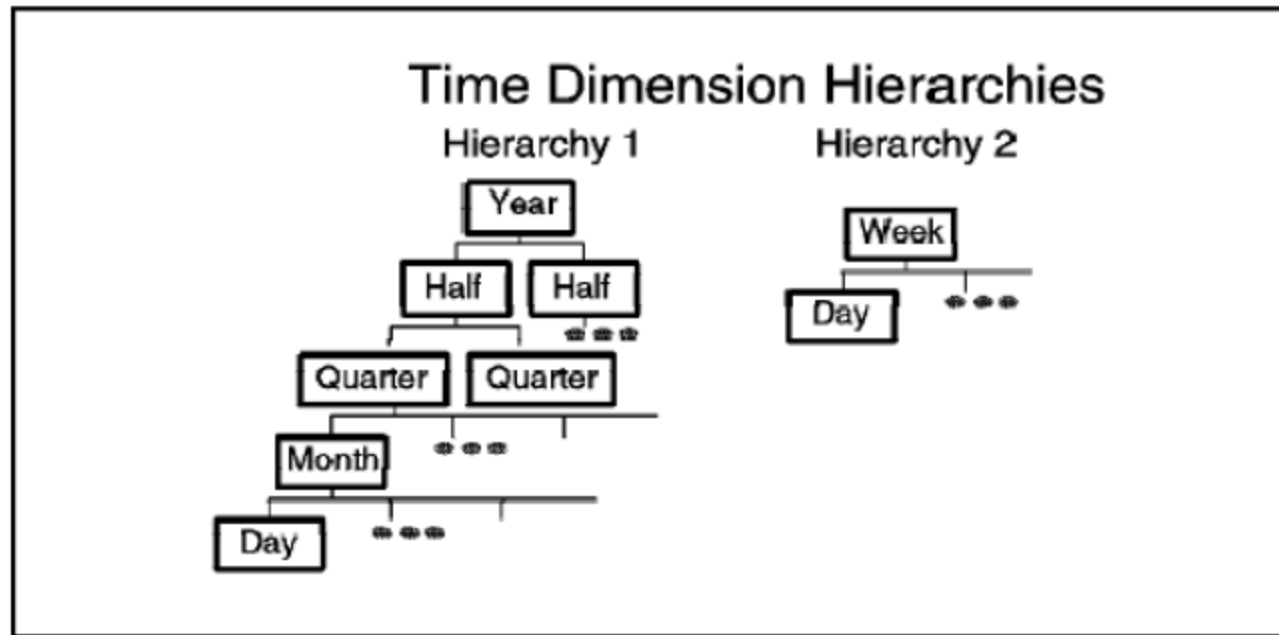 Time Dimension Hierarchies
Hierarchy 1
Hierarchy 2
Year
Week
Half Half
Day
Quarter Quarter
Month
Day